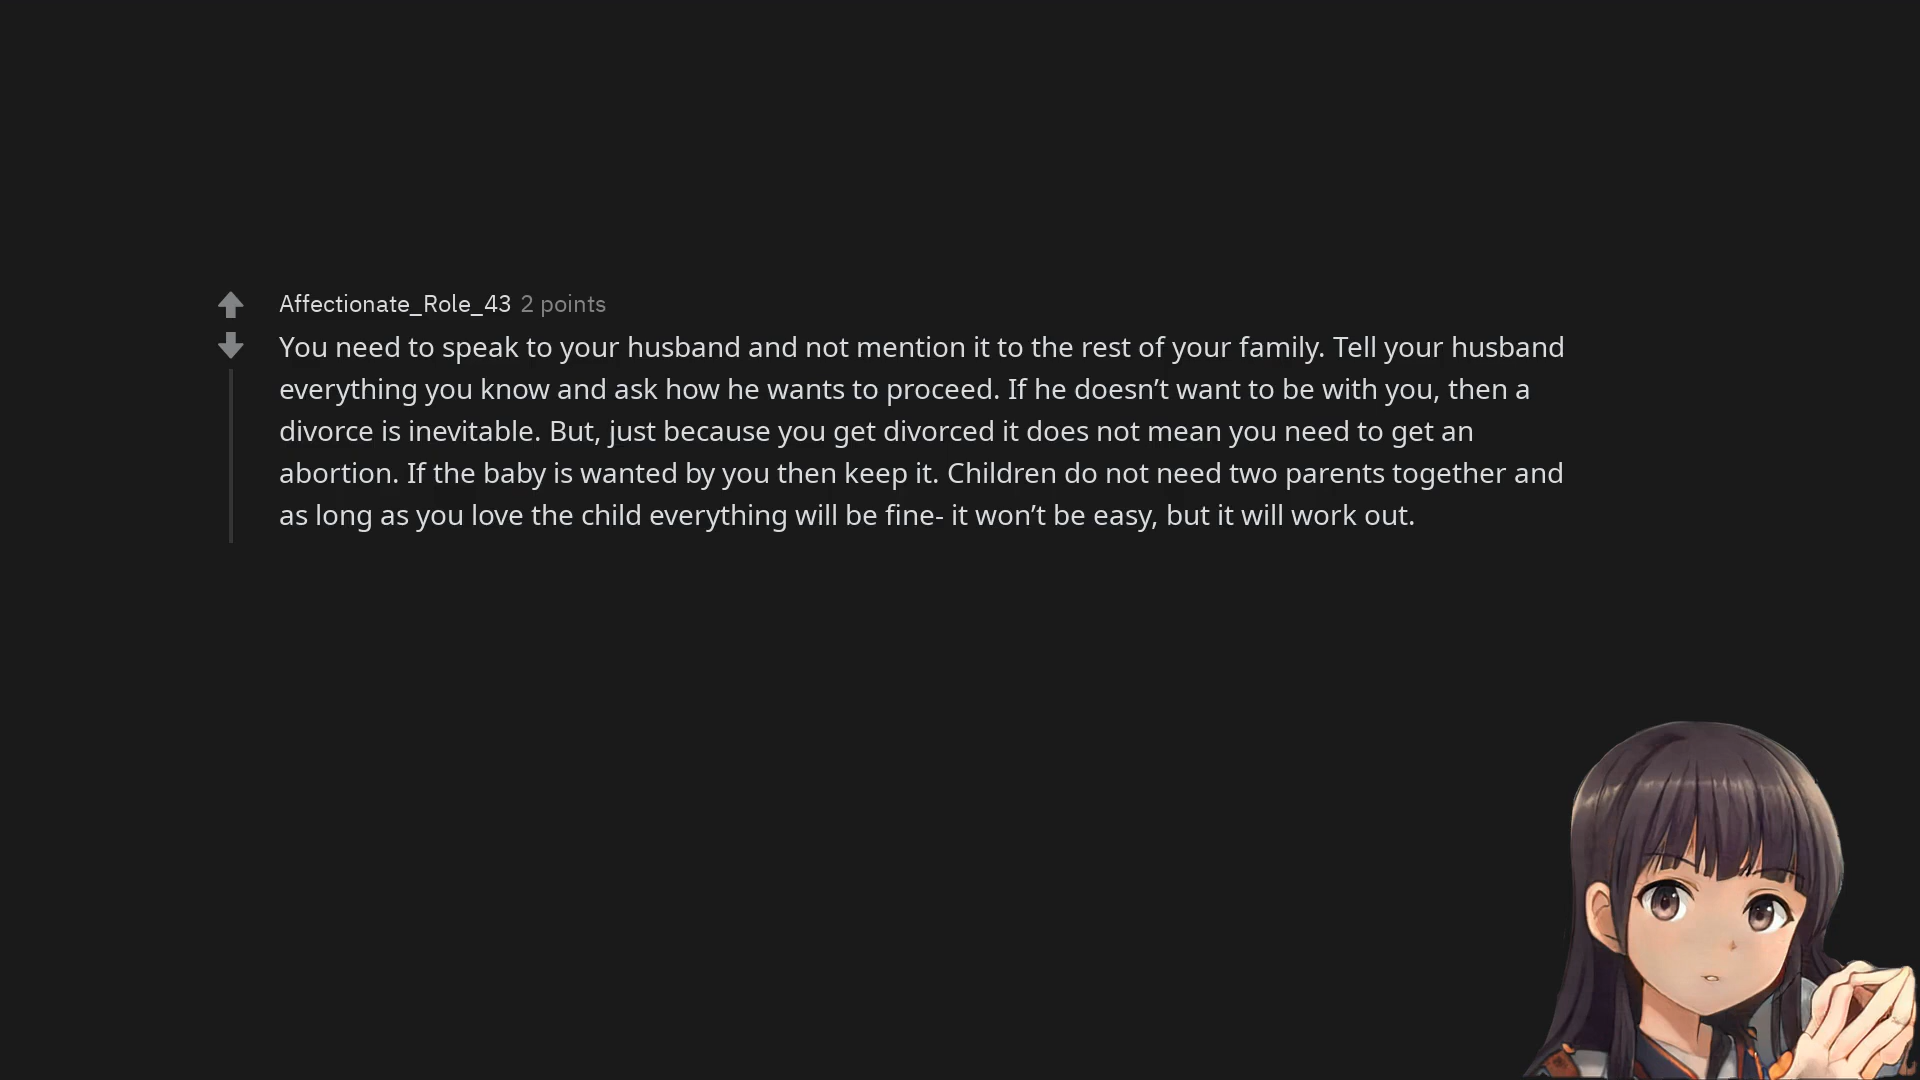 Affectionate_Role_43 2 points
You need to speak to your husband and not mention it to the rest of your family. Tell your husband
everything you know and ask how he wants to proceed. If he doesn’t want to be with you, then a
divorce is inevitable. But, just because you get divorced it does not mean you need to get an
abortion. If the baby is wanted by you then keep it. Children do not need two parents together and
as long as you love the child everything will be fine- it won’t be easy, but it will work out.